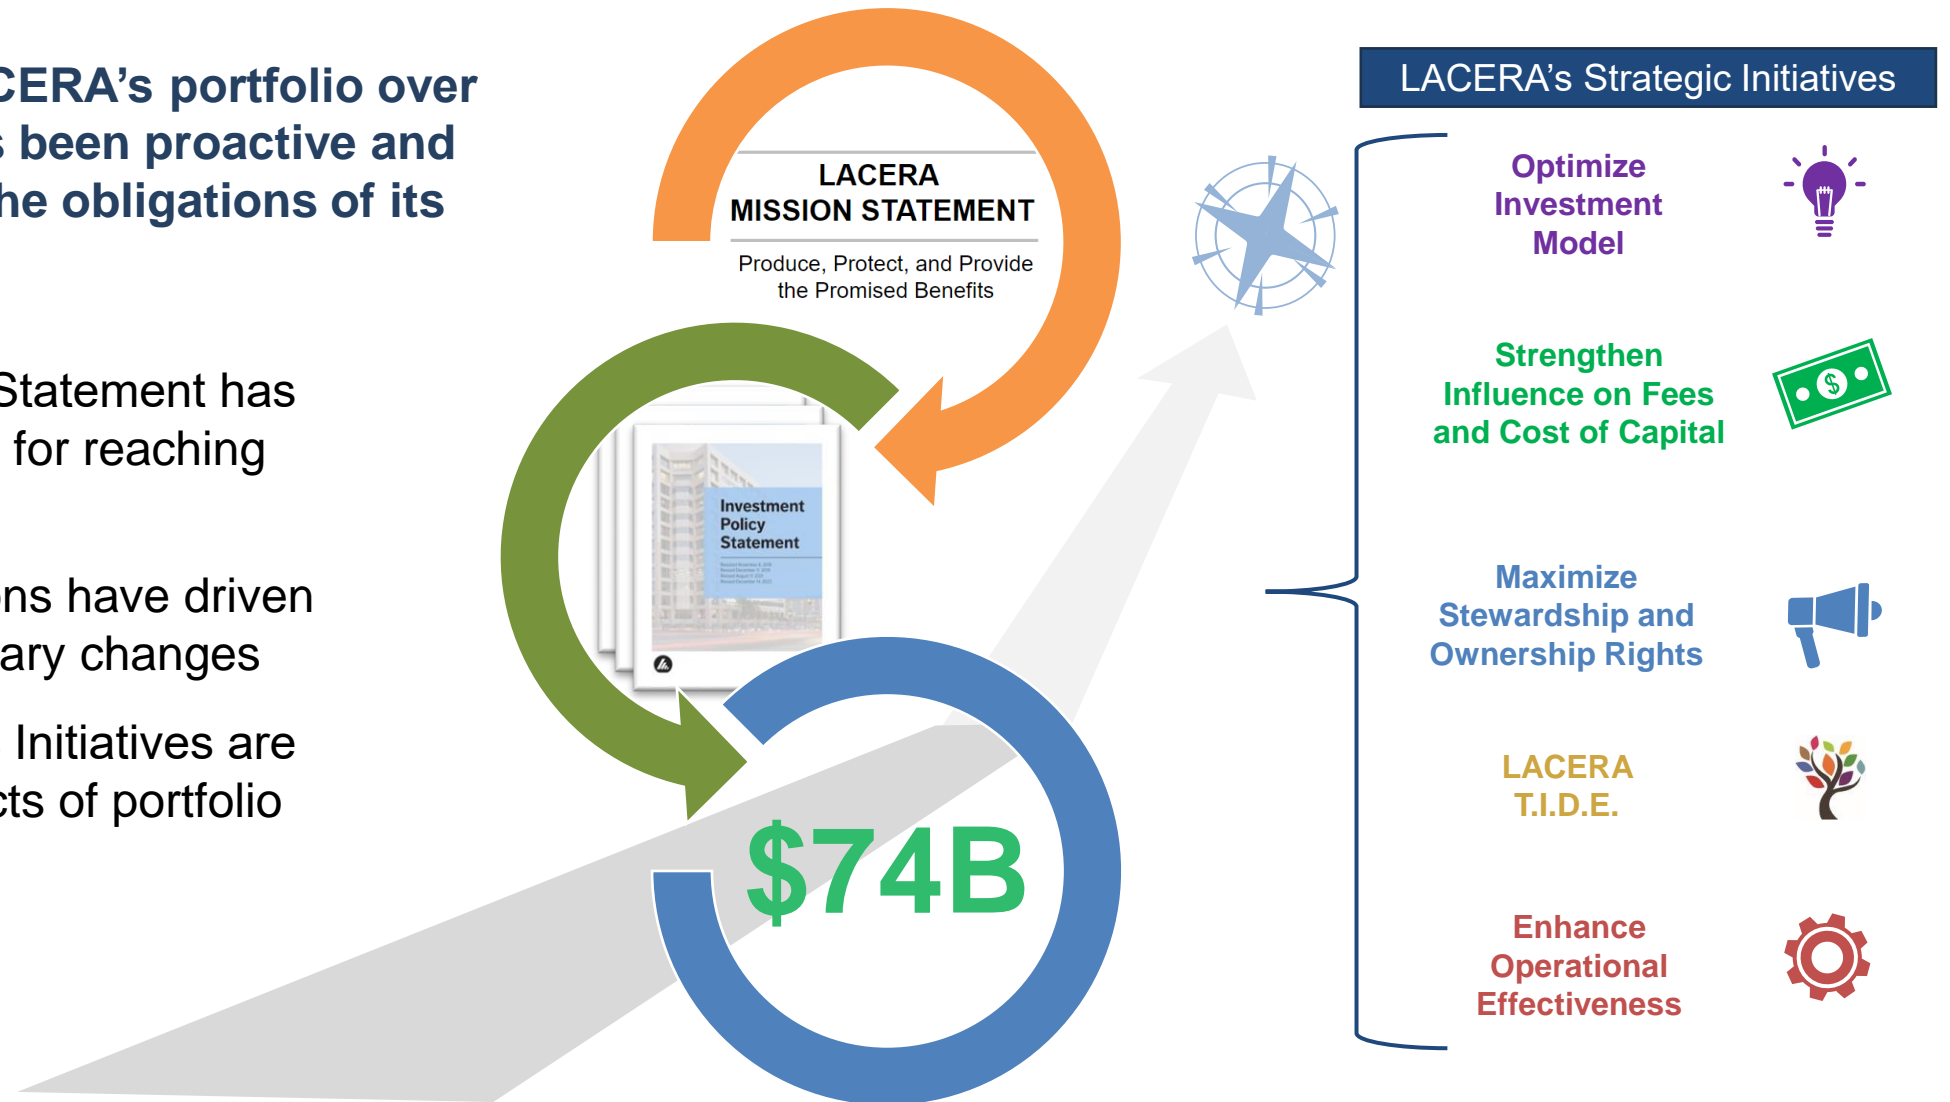 CERA's portfolio over
s been proactive and
he obligations of its
Statement has
for reaching
ons have driven
ary changes
Initiatives are
cts of portfolio
LACERA
MISSION STATEMENT
Produce, Protect, and Provide
the Promised Benefits
Investment
Policy
Statement
$74B
LACERA's Strategic Initiatives
Optimize
Investment
Model
Strengthen
Influence on Fees
and Cost of Capital
$
Maximize
Stewardship and
Ownership Rights
LACERA
T.I.D.E.
Enhance
Operational
Effectiveness